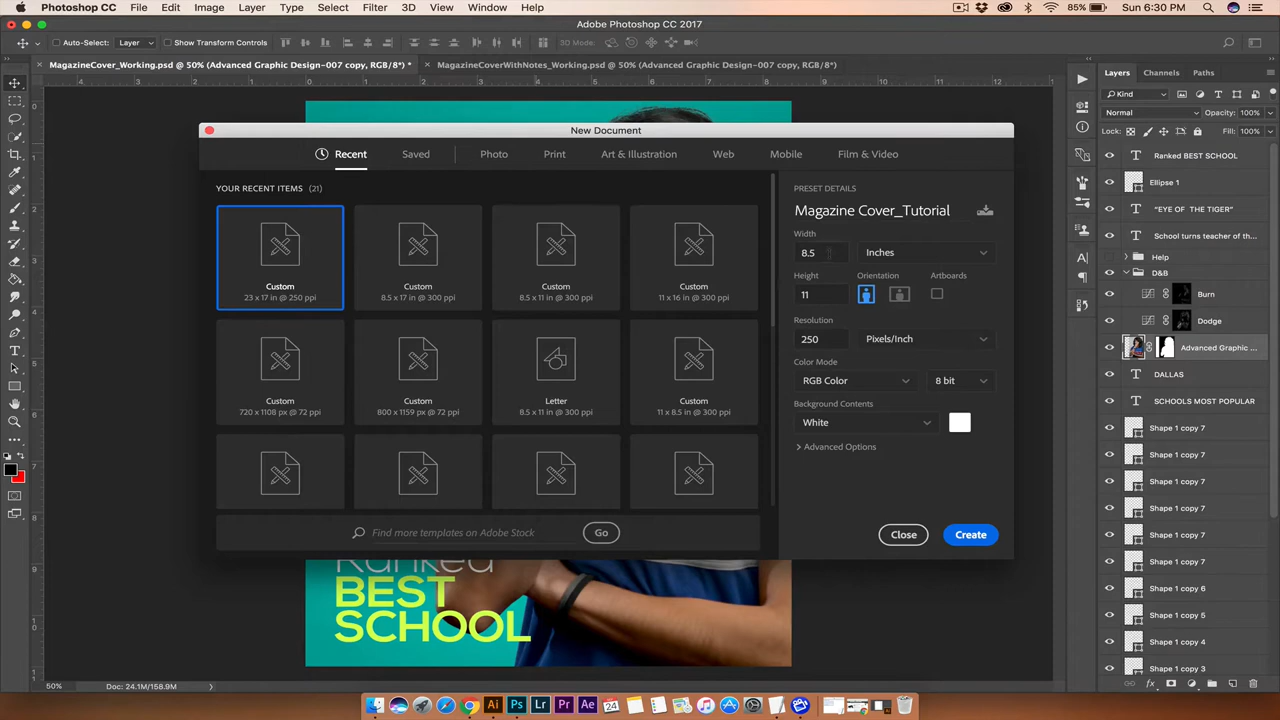 Photoshop File Edit Image Layer Type Select Filter 3D View Window Help 85% Sun 6:30 PM
Adobe Photoshop CC 2017
Auto-Select: Layer Show Transform Controls 3D Mode:
MagazineCover_Working.psd @ 50% (Advanced Graphic Design-007 copy, RGB/8*) * MagazineCoverWithNotes_Working.psd @ 50% (Advanced Graphic Design-007 copy, RGB/8*)
New Document
Recent Saved Photo Print Art & Illustration Web Mobile Film & Video
YOUR RECENT ITEMS (21)
Custom Custom Custom Custom
23 x 17 in @ 250 ppi 8.5 x 17 in @ 300 ppi 8.5 x 11 in @ 300 ppi 11 x 16 in @ 300 ppi
Custom Custom Letter Custom
720 x 1108 px @ 72 ppi 800 x 1159 px @ 72 ppi 8.5 x 11 in @ 300 ppi 11 x 8.5 in @ 300 ppi
Find more templates on Adobe Stock Go
PRESET DETAILS
Magazine Cover_Tutorial
Width
8.5 Inches
Height Orientation Artboards
11
Resolution
250 Pixels/Inch
Color Mode
RGB Color 8 bit
Background Contents
White
> Advanced Options
Close Create
Ranked
BEST
SCHOOL
Layers Channels Paths
Kind
Normal Opacity: 100%
Lock: Fill: 100%
Ranked BEST SCHOOL
Ellipse 1
"EYE OF THE TIGER"
School turns teacher of th...
Help
D&B
Burn
Dodge
Advanced Graphic ...
DALLAS
SCHOOLS MOST POPULAR
Shape 1 copy 7
Shape 1 copy 7
Shape 1 copy 7
Shape 1 copy 7
Shape 1 copy 7
Shape 1 copy 7
Shape 1 copy 6
Shape 1 copy 5
Shape 1 copy 4
Shape 1 copy 3
50% Doc: 24.1M/158.9M